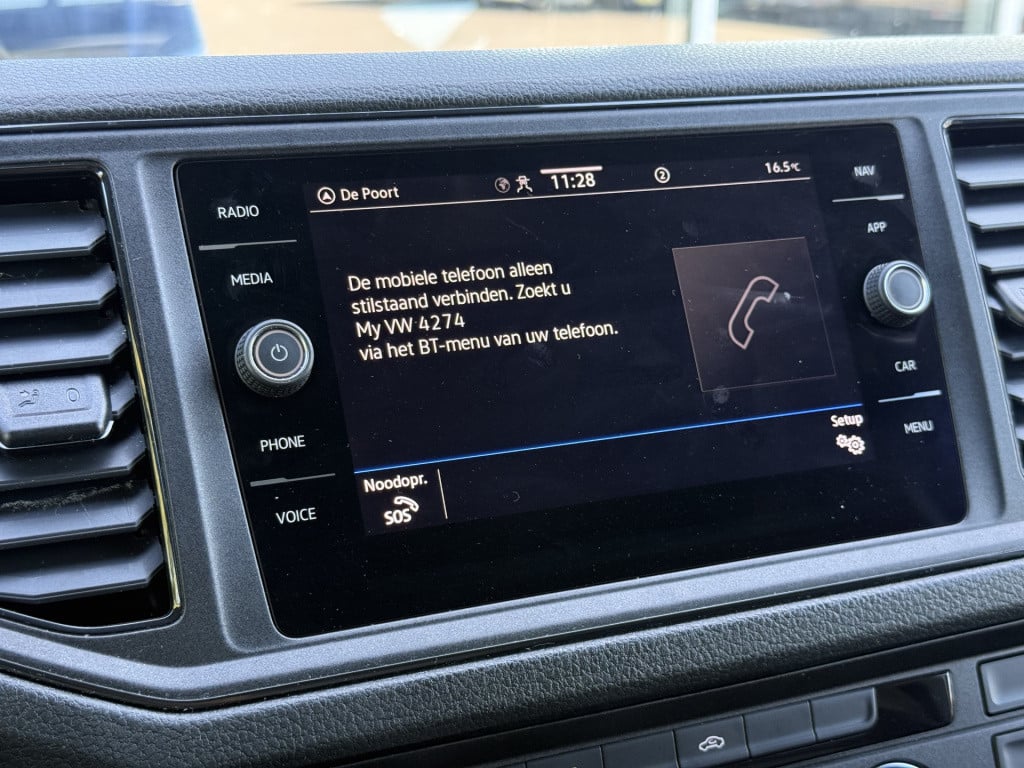 De Poort
11:28
2
16.5°C
RADIO
MEDIA
PHONE
VOICE
De mobiele telefoon alleen
stilstaand verbinden. Zoekt u
My VW 4274
via het BT-menu van uw telefoon.
Noodopr.
SOS
Setup
NAV
APP
CAR
MENU
0